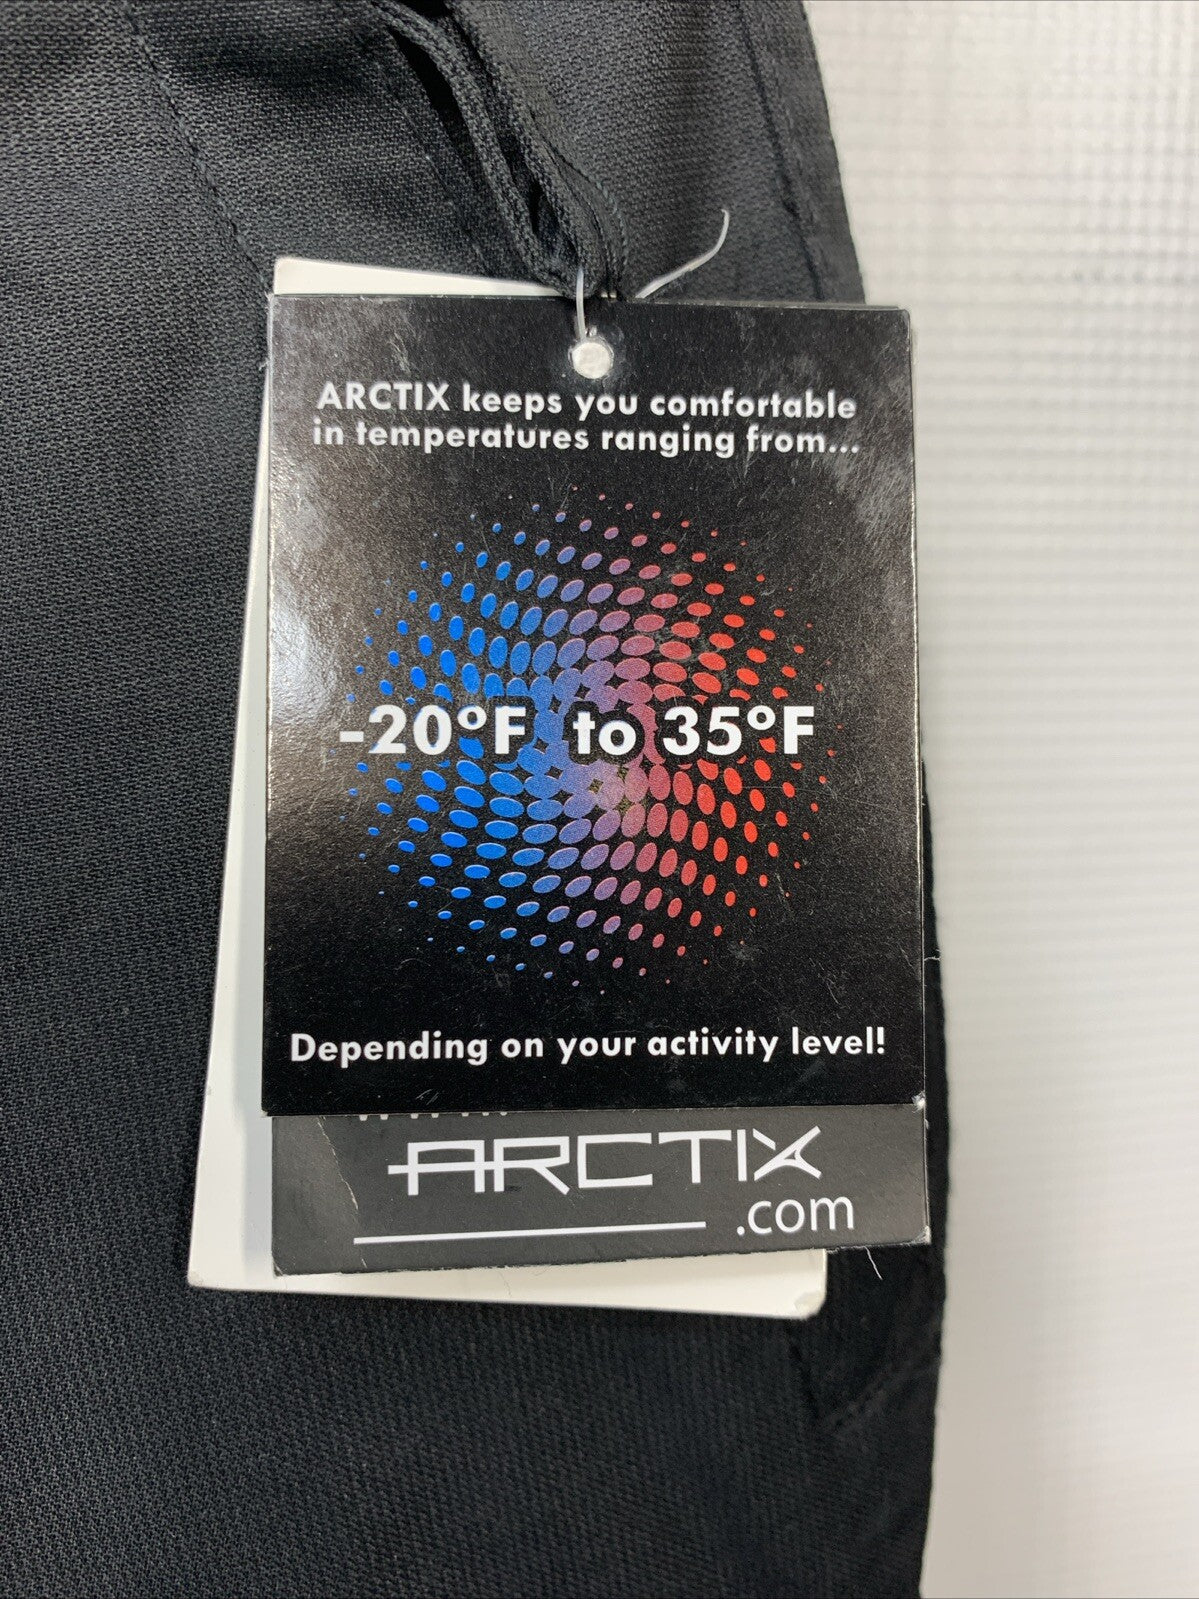 ARCTIX keeps you comfortable
in temperatures ranging from...
-20°F to 35°F
Depending on your activity level!
ARCTIX
.com